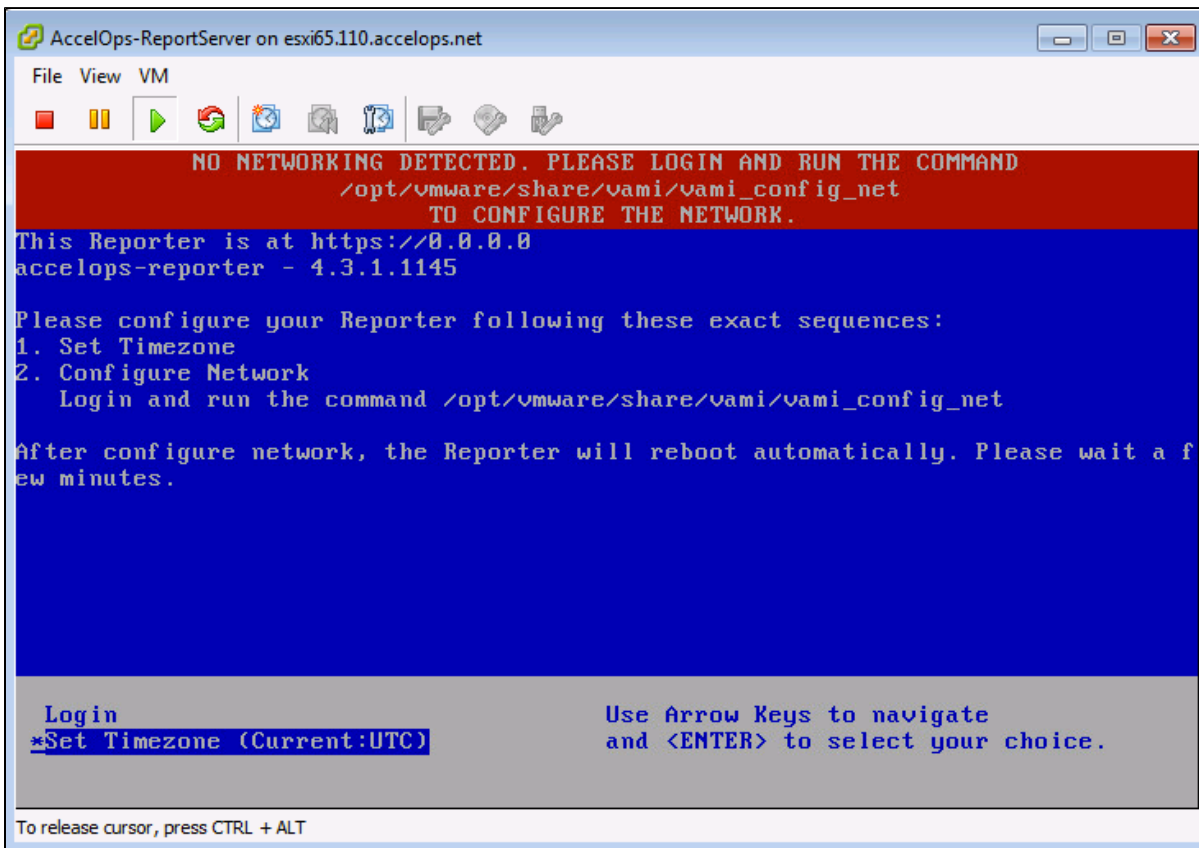 AccelOps-ReportServer on esxi65.110.accelops.net
File View VM
NO NETWORKING DETECTED. PLEASE LOGIN AND RUN THE COMMAND
/opt/vmware/share/vami/vami_config_net
TO CONFIGURE THE NETWORK.
This Reporter is at https://0.0.0.0
accelops-reporter - 4.3.1.1145
Please configure your Reporter following these exact sequences:
1. Set Timezone
2. Configure Network
Login and run the command /opt/vmware/share/vami/vami_config_net
After configure network, the Reporter will reboot automatically. Please wait a f
ew minutes.
Login
Use Arrow Keys to navigate
*Set Timezone (Current:UTC)
and <ENTER> to select your choice.
To release cursor, press CTRL + ALT